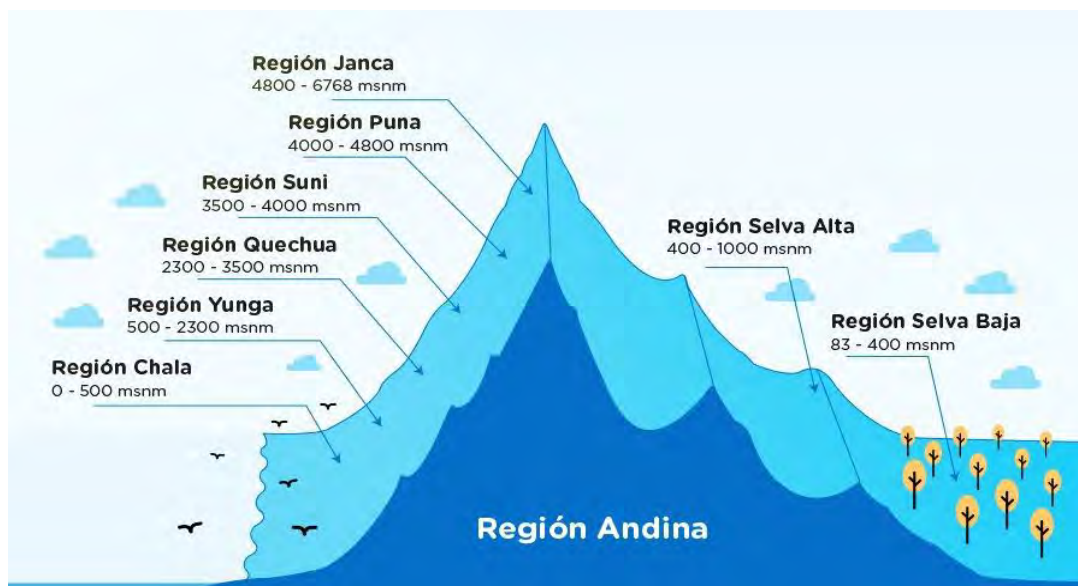 Región Janca
4800 - 6768 msnm
Región Puna
4000 - 4800 msnm
Región Suni
3500 - 4000 msnm
Región Quechua
2300 - 3500 msnm
Región Yunga
500 - 2300 msnm
Región Chala
0 - 500 msnm
Región Selva Alta
400 - 1000 msnm
Región Selva Baja
83 - 400 msnm
Región Andina